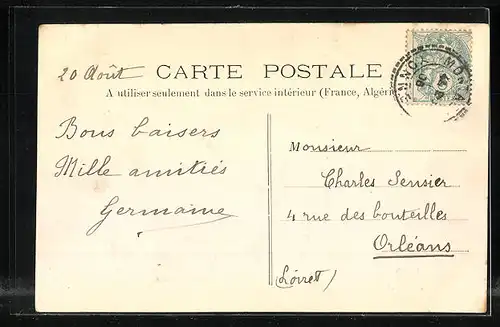 20 Août
CARTE POSTALE
A utiliser seulement dans le service intérieur (France, Algérie
Bons baisers
Mille amitiés
Germaine
Monsieur
Charles Sensier
4 rue des bouteilles
Orléans
(Loiret)